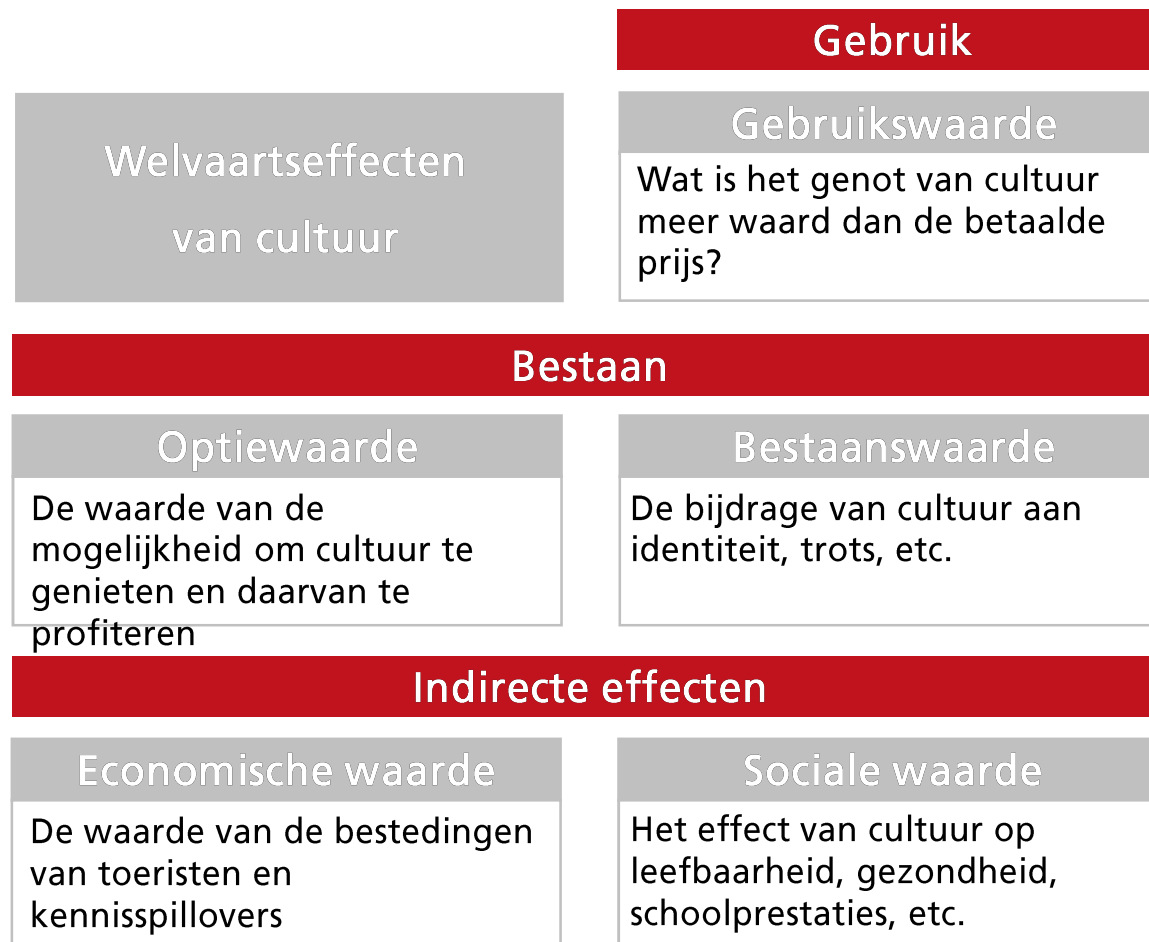 Gebruik
Welvaartseffecten
van cultuur
Gebruikswaarde
Wat is het genot van cultuur
meer waard dan de betaalde
prijs?
Bestaan
Optiewaarde
De waarde van de
mogelijkheid om cultuur te
genieten en daarvan te
profiteren
Bestaanswaarde
De bijdrage van cultuur aan
identiteit, trots, etc.
Indirecte effecten
Economische waarde
De waarde van de bestedingen
van toeristen en
kennisspillovers
Sociale waarde
Het effect van cultuur op
leefbaarheid, gezondheid,
schoolprestaties, etc.